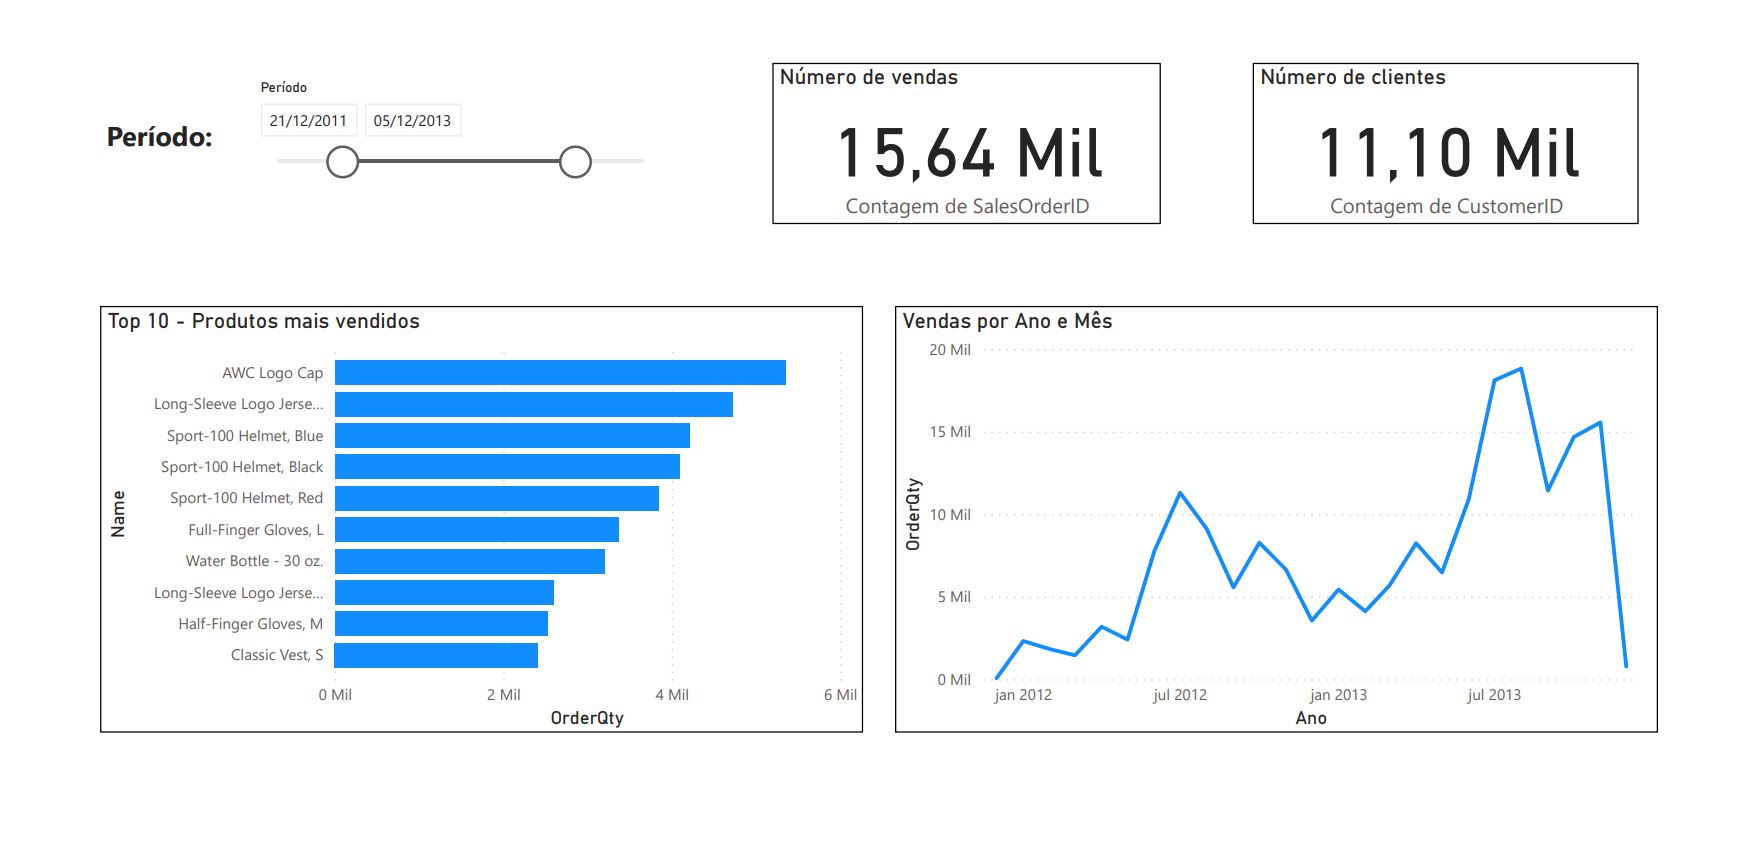 Período:
Período
21/12/2011
05/12/2013
Número de vendas
15,64 Mil
Contagem de SalesOrderID
Número de clientes
11,10 Mil
Contagem de CustomerID
Top 10 - Produtos mais vendidos
Name
AWC Logo Cap
Long-Sleeve Logo Jerse...
Sport-100 Helmet, Blue
Sport-100 Helmet, Black
Sport-100 Helmet, Red
Full-Finger Gloves, L
Water Bottle - 30 oz.
Long-Sleeve Logo Jerse...
Half-Finger Gloves, M
Classic Vest, S
0 Mil 2 Mil 4 Mil 6 Mil
OrderQty
Vendas por Ano e Mês
OrderQty
20 Mil
15 Mil
10 Mil
5 Mil
0 Mil
jan 2012 jul 2012 jan 2013 jul 2013
Ano